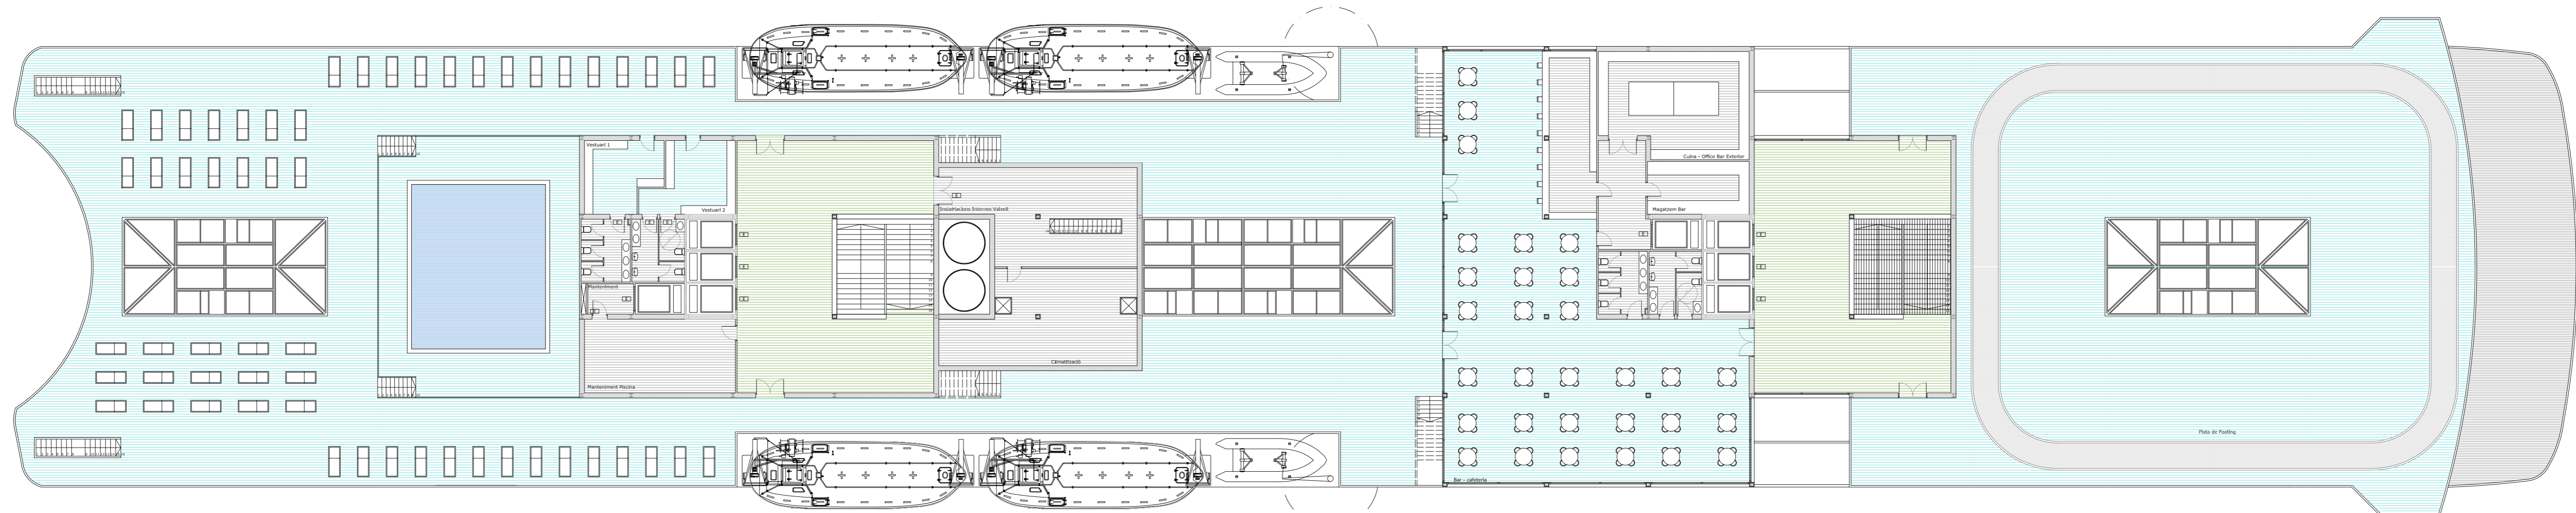 Vestuari 1
Vestuari 2
Manteniment
Manteniment Piscina
Instal·lacions Internes Vaixell
Climatització
Cuina - Office Bar Exterior
Magatzem Bar
Bar - cafeteria
Pista de Footing